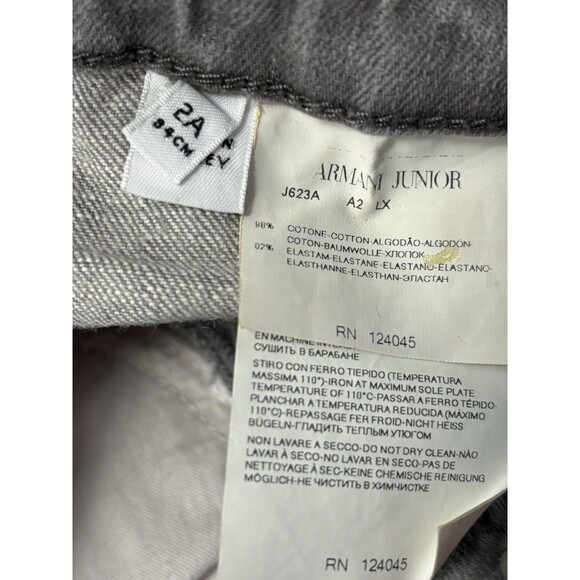 2A
84CM
ARMANI JUNIOR
J623A A2 LX
98% COTONE-COTTON-ALGODÃO-ALGODÓN-
COTON-BAUMWOLLE-ХЛОПОК
02% ELASTAM-ELASTANE-ELASTANO-ELASTANO-
ELASTHANNE-ELASTHAN-ЭЛАСТАН
RN 124045
EN MACHINE
СУШИТЬ В БАРАБАНЕ
STIRO CON FERRO TIEPIDO (TEMPERATURA
MASSIMA 110°)-IRON AT MAXIMUM SOLE PLATE
TEMPERATURE OF 110°C-PASSAR A FERRO TÉPIDO-
PLANCHAR A TEMPERATURA REDUCIDA (MÁXIMO
110°C)-REPASSAGE FER FROID-NICHT HEISS
BÜGELN-ГЛАДИТЬ ТЕПЛЫМ УТЮГОМ
NON LAVARE A SECCO-DO NOT DRY CLEAN-NÃO
LAVAR À SECO-NO LAVAR EN SECO-PAS DE
NETTOYAGE À SEC-KEINE CHEMISCHE REINIGUNG
MÖGLICH-НЕ ЧИСТИТЬ В ХИМЧИСТКЕ
RN 124045